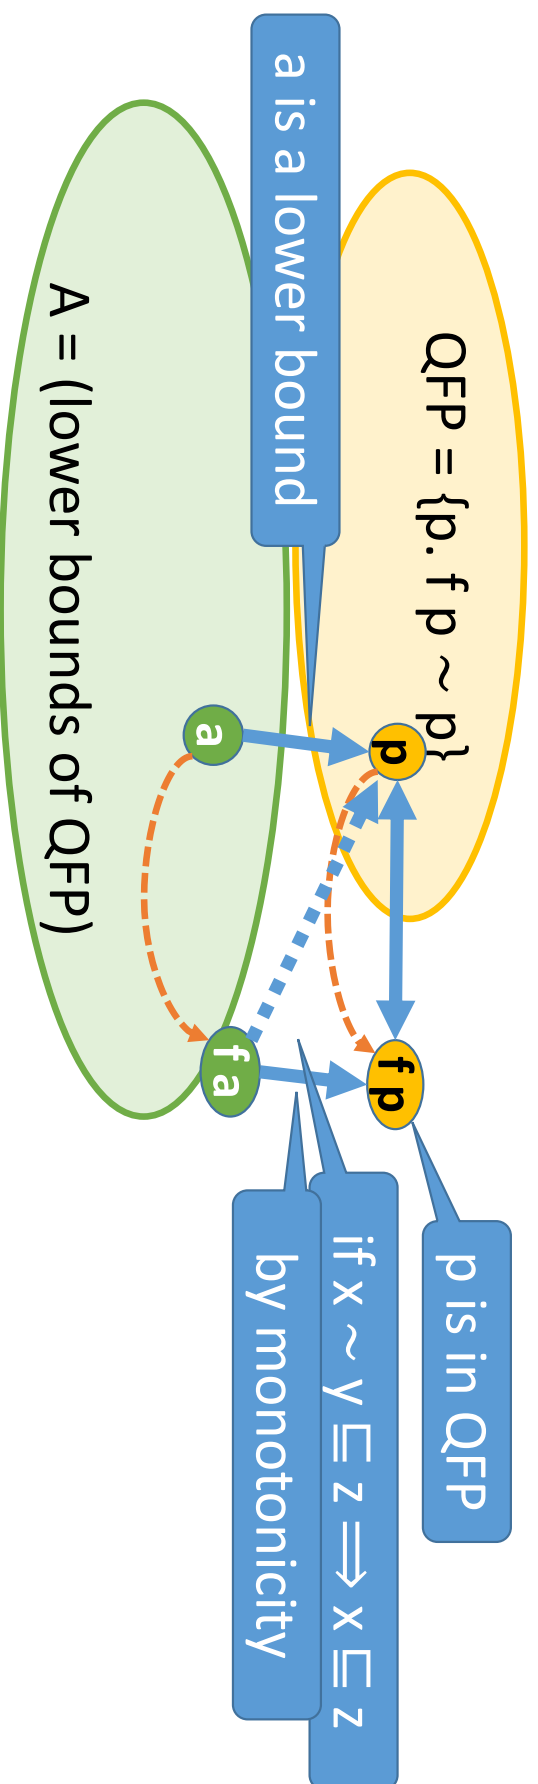 QFP = {p. f p ~ p}
p is in QFP
p
f p
if x ~ y ⊑ z ⟹ x ⊑ z
a is a lower bound
by monotonicity
a
f a
A = (lower bounds of QFP)